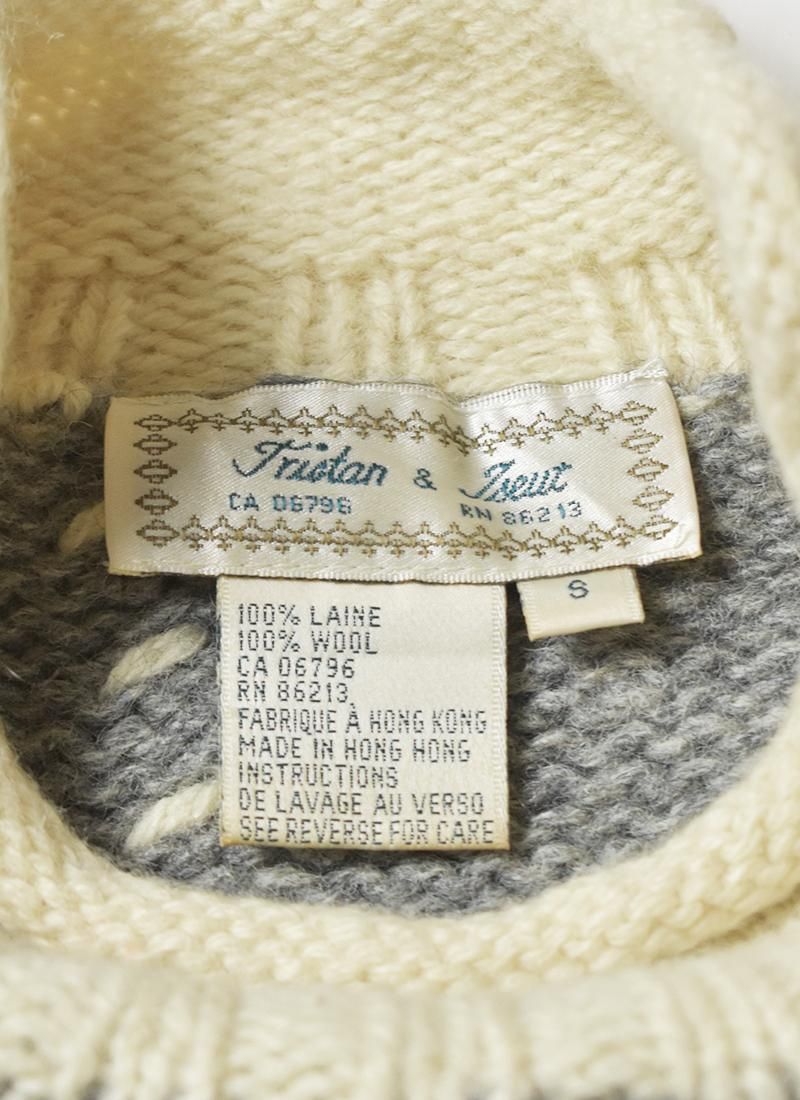 Tristan & Iseut
CA 06796 RN 86213
S
100% LAINE
100% WOOL
CA 06796
RN 86213
FABRIQUE À HONG KONG
MADE IN HONG HONG
INSTRUCTIONS
DE LAVAGE AU VERSO
SEE REVERSE FOR CARE